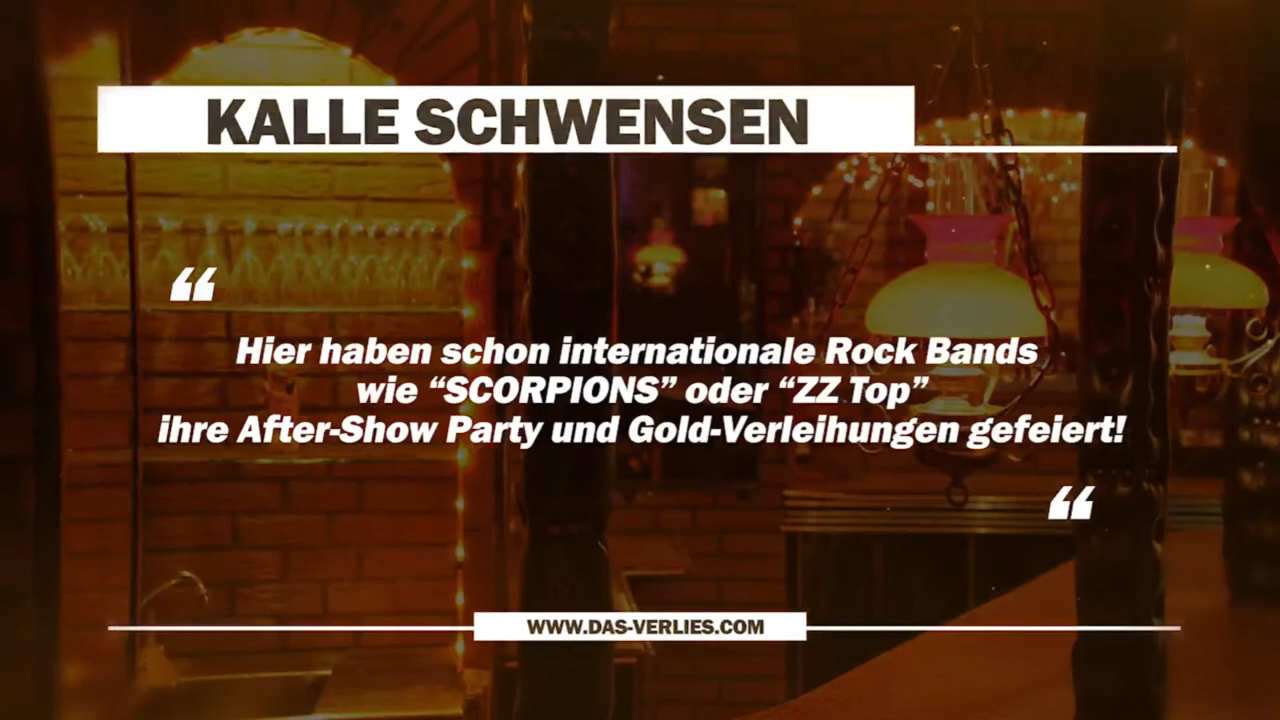 KALLE SCHWENSEN
“
Hier haben schon internationale Rock Bands
wie “SCORPIONS” oder “ZZ Top”
ihre After-Show Party und Gold-Verleihungen gefeiert!
“
WWW.DAS-VERLIES.COM